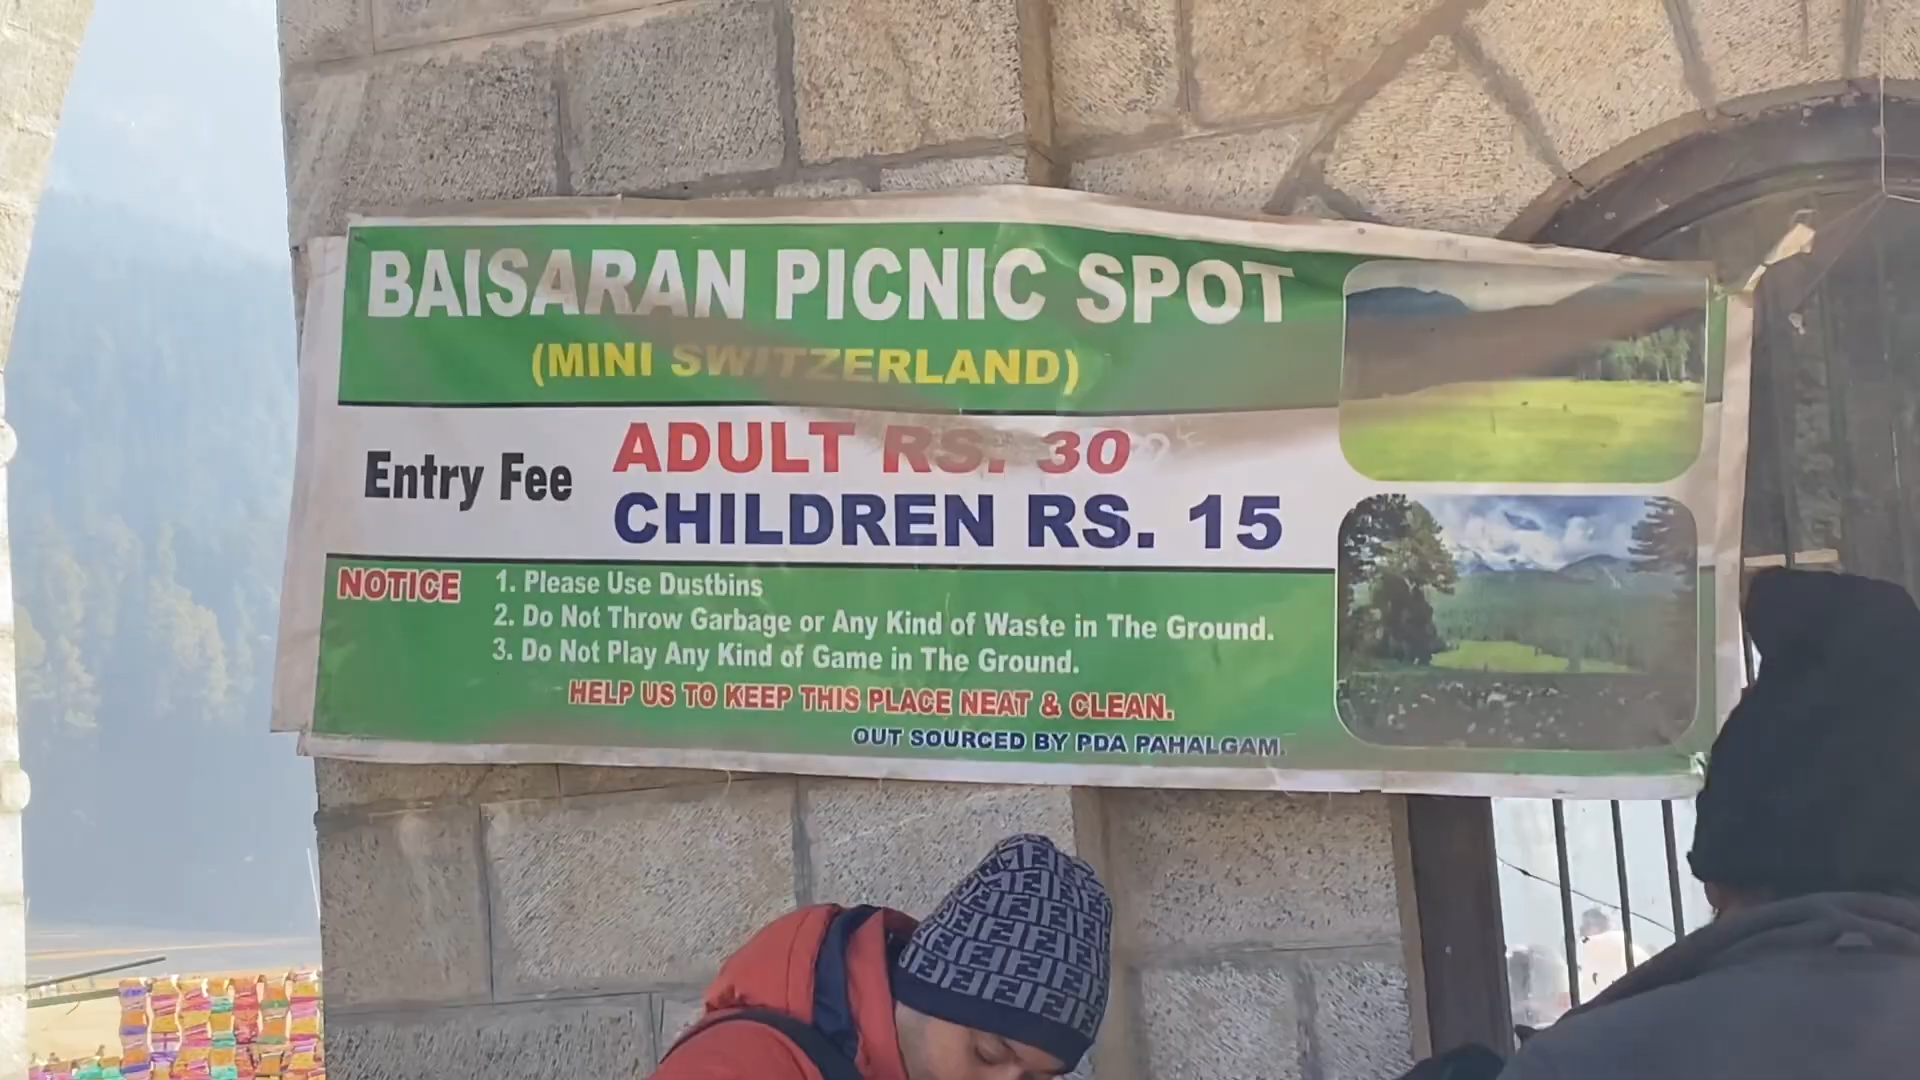 BAISARAN PICNIC SPOT
(MINI SWITZERLAND)
Entry Fee
ADULT RS. 30
CHILDREN RS. 15
NOTICE
1. Please Use Dustbins
2. Do Not Throw Garbage or Any Kind of Waste in The Ground.
3. Do Not Play Any Kind of Game in The Ground.
HELP US TO KEEP THIS PLACE NEAT & CLEAN.
OUT SOURCED BY PDA PAHALGAM.